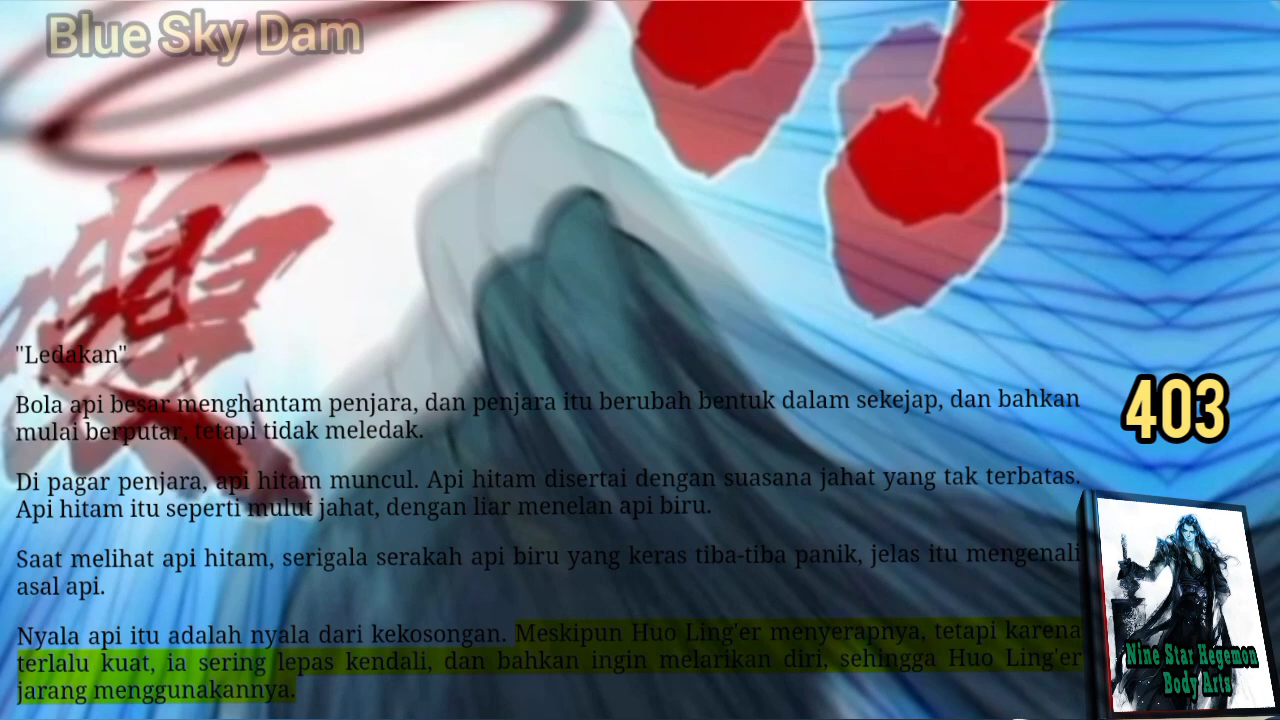 Blue Sky Dam
"Ledakan"
Bola api besar menghantam penjara, dan penjara itu berubah bentuk dalam sekejap, dan bahkan
mulai berputar, tetapi tidak meledak.
Di pagar penjara, api hitam muncul. Api hitam disertai dengan suasana jahat yang tak terbatas.
Api hitam itu seperti mulut jahat, dengan liar menelan api biru.
Saat melihat api hitam, serigala serakah api biru yang keras tiba-tiba panik, jelas itu mengenali
asal api.
Nyala api itu adalah nyala dari kekosongan. Meskipun Huo Ling'er menyerapnya, tetapi karena
terlalu kuat, ia sering lepas kendali, dan bahkan ingin melarikan diri, sehingga Huo Ling'er
jarang menggunakannya.
403
Nine Star Hegemon
Body Arts